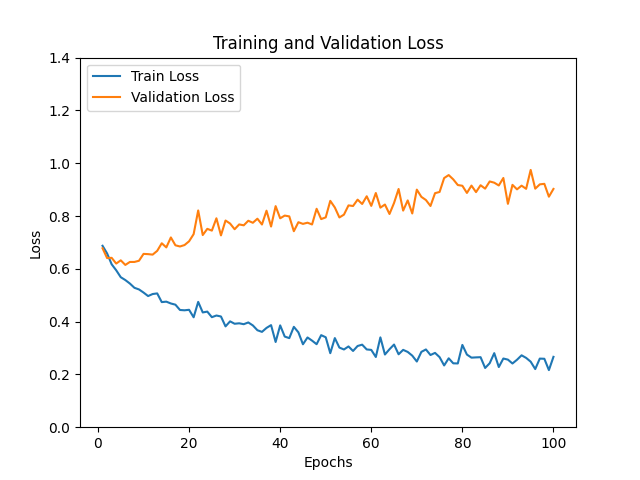 Training and Validation Loss
Train Loss
Validation Loss
Loss
1.4
1.2
1.0
0.8
0.6
0.4
0.2
0.0
0 20 40 60 80 100
Epochs